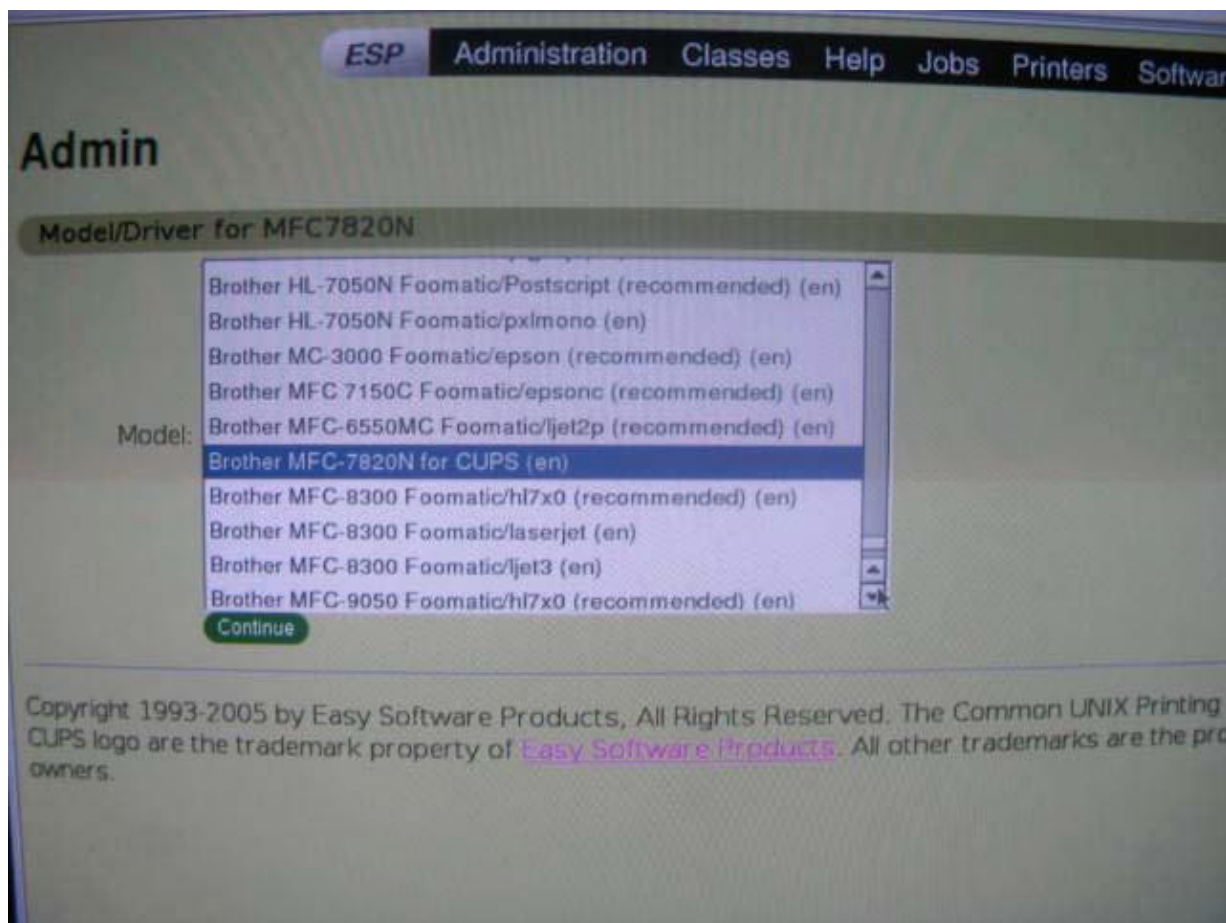 ESP Administration Classes Help Jobs Printers Softwar
Admin
Model/Driver for MFC7820N
Brother HL-7050N Foomatic/Postscript (recommended) (en)
Brother HL-7050N Foomatic/pxlmono (en)
Brother MC-3000 Foomatic/epson (recommended) (en)
Brother MFC 7150C Foomatic/epsonc (recommended) (en)
Model: Brother MFC-6550MC Foomatic/ljet2p (recommended) (en)
Brother MFC-7820N for CUPS (en)
Brother MFC-8300 Foomatic/hl7x0 (recommended) (en)
Brother MFC-8300 Foomatic/laserjet (en)
Brother MFC-8300 Foomatic/ljet3 (en)
Brother MFC-9050 Foomatic/hl7x0 (recommended) (en)
Continue
Copyright 1993-2005 by Easy Software Products, All Rights Reserved. The Common UNIX Printing
CUPS logo are the trademark property of Easy Software Products. All other trademarks are the pro
owners.